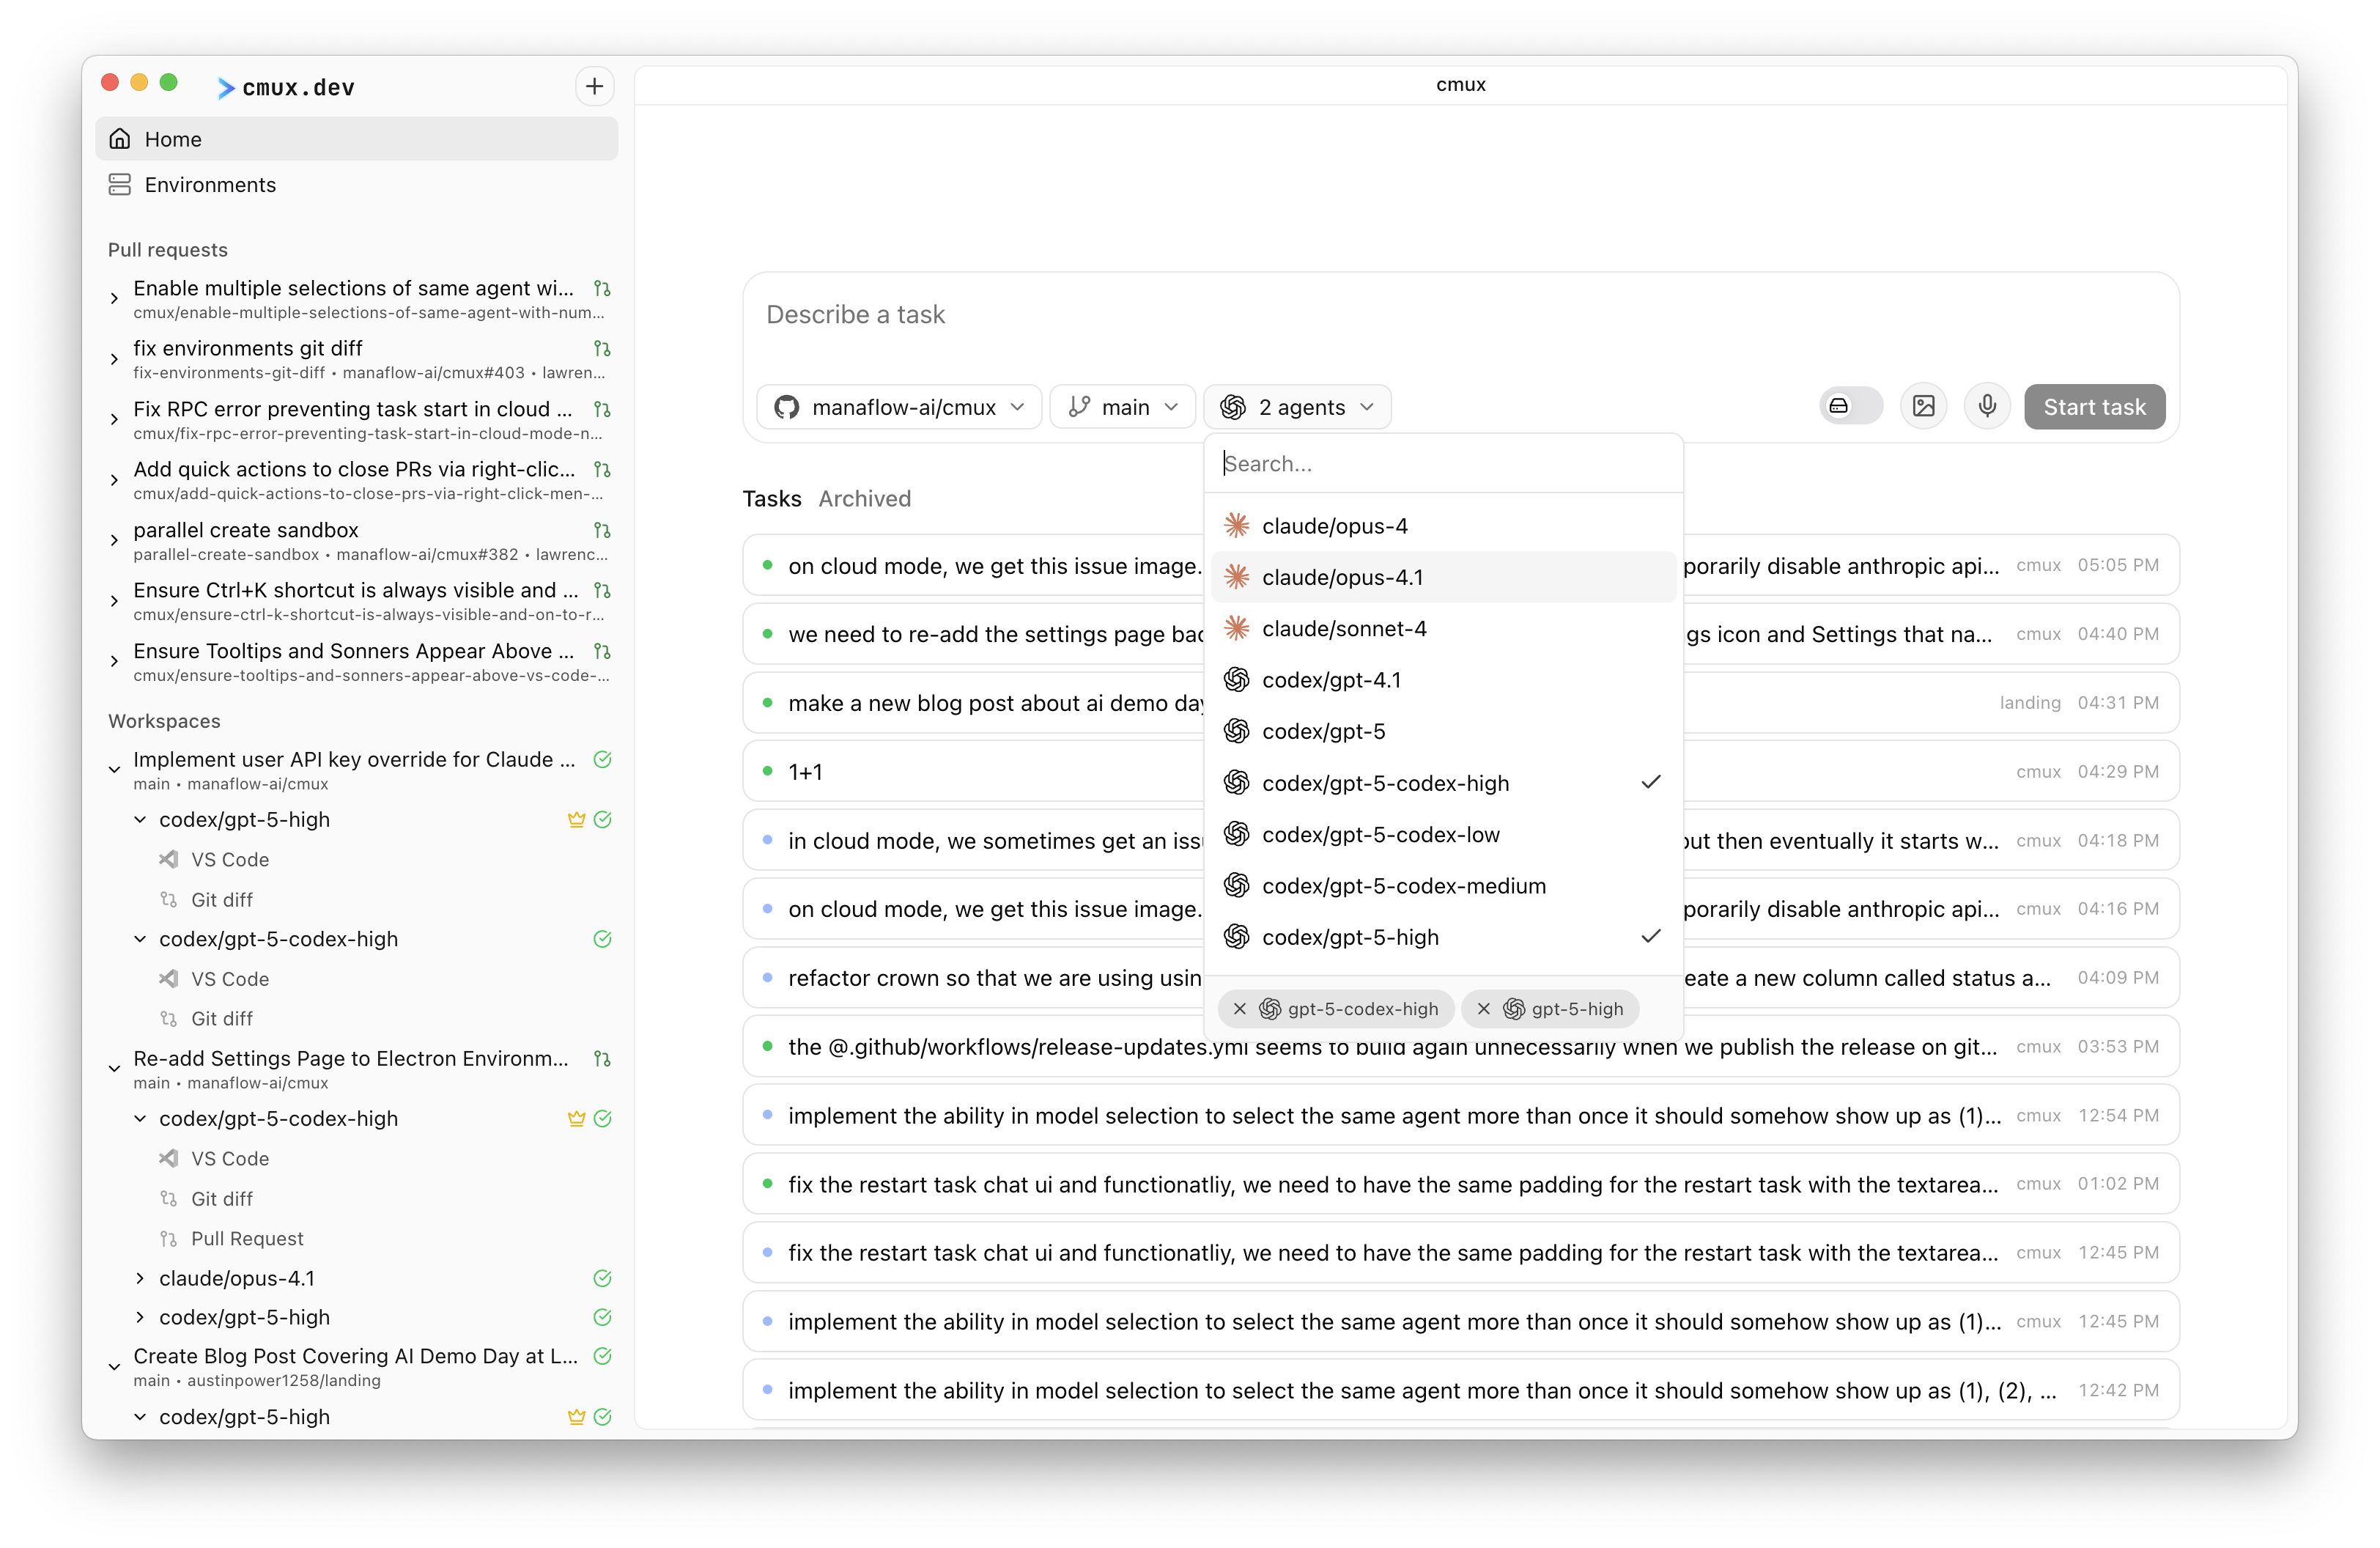 cmux.dev
Home
Environments
Pull requests
Enable multiple selections of same agent wi...
cmux/enable-multiple-selections-of-same-agent-with-num...
fix environments git diff
fix-environments-git-diff • manaflow-ai/cmux#403 • lawren...
Fix RPC error preventing task start in cloud ...
cmux/fix-rpc-error-preventing-task-start-in-cloud-mode-n...
Add quick actions to close PRs via right-clic...
cmux/add-quick-actions-to-close-prs-via-right-click-men-...
parallel create sandbox
parallel-create-sandbox • manaflow-ai/cmux#382 • lawrenc...
Ensure Ctrl+K shortcut is always visible and ...
cmux/ensure-ctrl-k-shortcut-is-always-visible-and-on-to-r...
Ensure Tooltips and Sonners Appear Above ...
cmux/ensure-tooltips-and-sonners-appear-above-vs-code-...
Workspaces
Implement user API key override for Claude ...
main • manaflow-ai/cmux
codex/gpt-5-high
VS Code
Git diff
codex/gpt-5-codex-high
VS Code
Git diff
Re-add Settings Page to Electron Environm...
main • manaflow-ai/cmux
codex/gpt-5-codex-high
VS Code
Git diff
Pull Request
claude/opus-4.1
codex/gpt-5-high
Create Blog Post Covering AI Demo Day at L...
main • austinpower1258/landing
codex/gpt-5-high
cmux
Describe a task
manaflow-ai/cmux
main
2 agents
Start task
Search...
claude/opus-4
claude/opus-4.1
claude/sonnet-4
codex/gpt-4.1
codex/gpt-5
codex/gpt-5-codex-high
codex/gpt-5-codex-low
codex/gpt-5-codex-medium
codex/gpt-5-high
gpt-5-codex-high
gpt-5-high
Tasks Archived
on cloud mode, we get this issue image. porarily disable anthropic api... cmux 05:05 PM
we need to re-add the settings page bac gs icon and Settings that na... cmux 04:40 PM
make a new blog post about ai demo day landing 04:31 PM
1+1 cmux 04:29 PM
in cloud mode, we sometimes get an iss but then eventually it starts w... cmux 04:18 PM
on cloud mode, we get this issue image. porarily disable anthropic api... cmux 04:16 PM
refactor crown so that we are using usin eate a new column called status a... 04:09 PM
the @.github/workflows/release-updates.yml seems to build again unnecessarily when we publish the release on git... cmux 03:53 PM
implement the ability in model selection to select the same agent more than once it should somehow show up as (1)... cmux 12:54 PM
fix the restart task chat ui and functionatliy, we need to have the same padding for the restart task with the textarea... cmux 01:02 PM
fix the restart task chat ui and functionatliy, we need to have the same padding for the restart task with the textarea... cmux 12:45 PM
implement the ability in model selection to select the same agent more than once it should somehow show up as (1)... cmux 12:45 PM
implement the ability in model selection to select the same agent more than once it should somehow show up as (1), (2), ... 12:42 PM